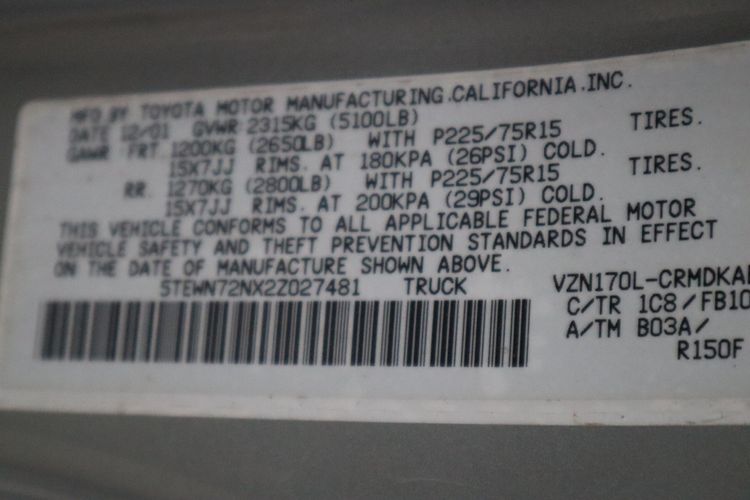 MFG.BY TOYOTA MOTOR MANUFACTURING.CALIFORNIA.INC.
DATE 12/01 GVWR 2315KG (5100LB)
GAWR FRT. 1200KG (2650LB) WITH P225/75R15 TIRES.
15X7JJ RIMS. AT 180KPA (26PSI) COLD.
RR. 1270KG (2800LB) WITH P225/75R15 TIRES.
15X7JJ RIMS. AT 200KPA (29PSI) COLD.
THIS VEHICLE CONFORMS TO ALL APPLICABLE FEDERAL MOTOR
VEHICLE SAFETY AND THEFT PREVENTION STANDARDS IN EFFECT
ON THE DATE OF MANUFACTURE SHOWN ABOVE.
5TEWN72NX2Z027481 TRUCK VZN170L-CRMDKA
C/TR 1C8/FB10
A/TM B03A/
R150F